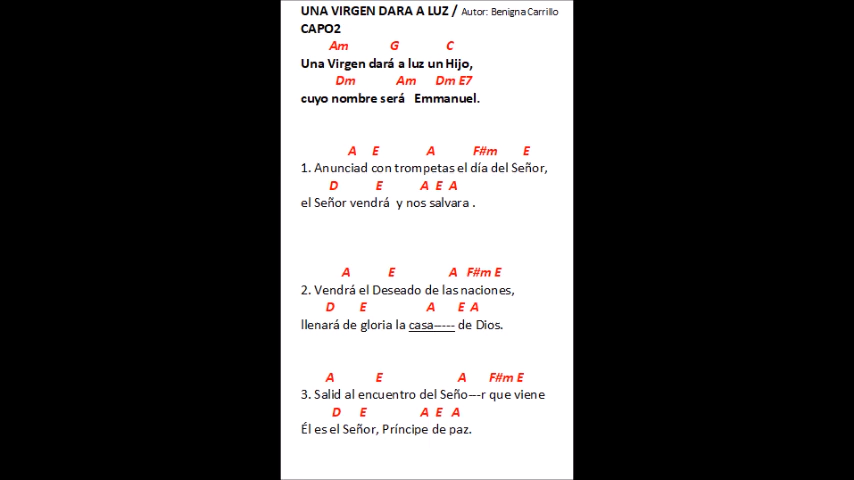 UNA VIRGEN DARA A LUZ / Autor: Benigna Carrillo
CAPO2
Am G C
Una Virgen dará a luz un Hijo,
Dm Am Dm E7
cuyo nombre será Emmanuel.
A E A F#m E
1. Anunciad con trompetas el día del Señor,
D E A E A
el Señor vendrá y nos salvara .
A E A F#m E
2. Vendrá el Deseado de las naciones,
D E A E A
llenará de gloria la casa----- de Dios.
A E A F#m E
3. Salid al encuentro del Seño---r que viene
D E A E A
Él es el Señor, Príncipe de paz.